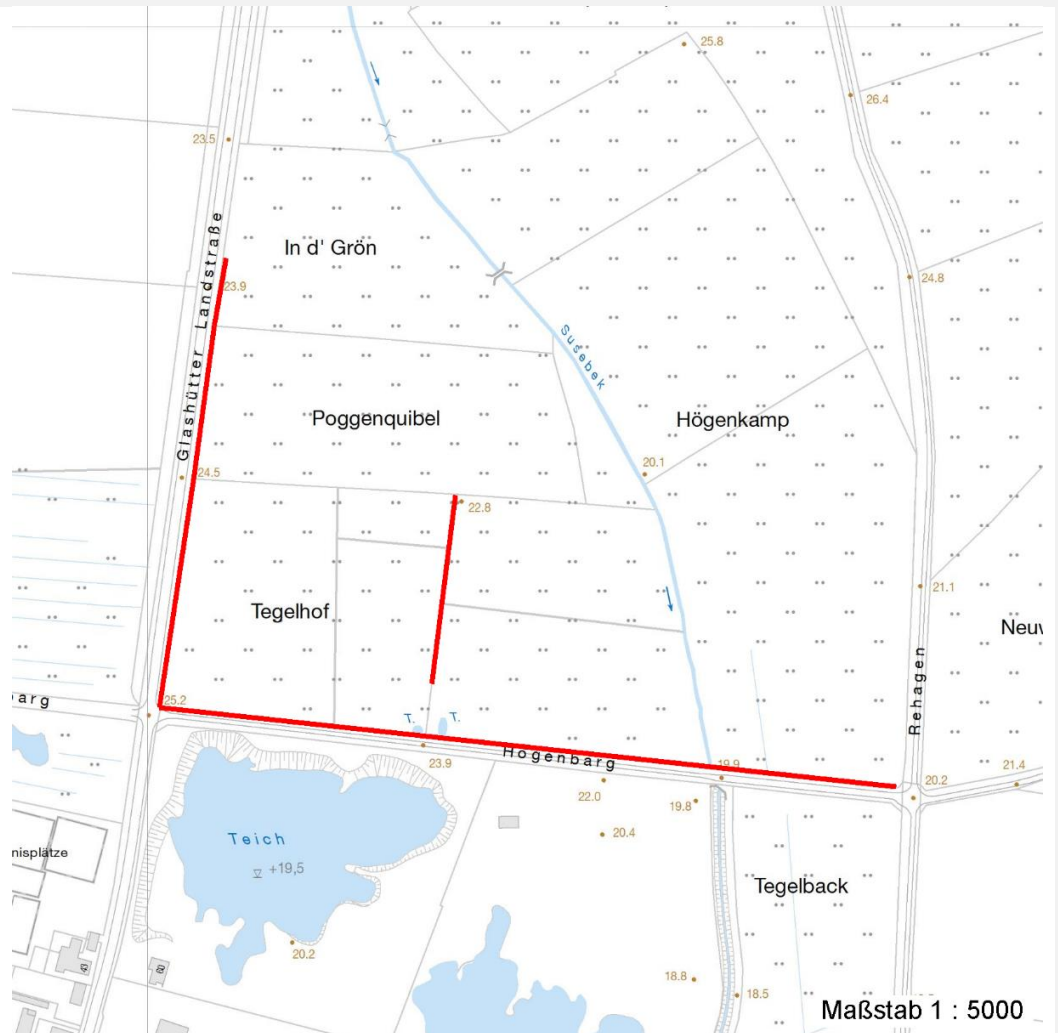 25.8
26.4
23.5
Glashütter Landstraße
In d' Grön
24.8
23.9
Susebek
Poggenquibel
Högenkamp
20.1
24.5
22.8
21.1
Tegelhof
Rehagen
25.2
arg
T.
T.
23.9
Hogenbarg
19.9
20.2
21.4
22.0
19.8
Teich
20.4
+19,5
nisplätze
Tegelback
20.2
43
18.8
18.5
Maßstab 1 : 5000